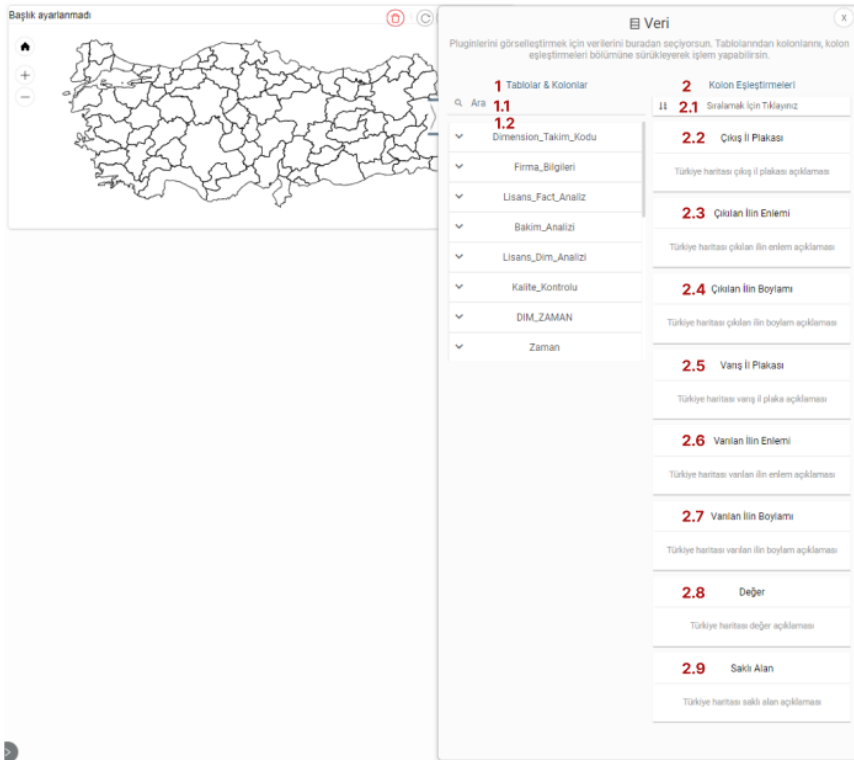 Başlık ayarlanmadı
Veri
x
Pluginlerini görselleştirmek için verilerini buradan seçiyorsun. Tablolarından kolonlarını, kolon
eşleştirmeleri bölümüne sürükleyerek işlem yapabilirsin.
1 Tablolar & Kolonlar
Ara 1.1
1.2
Dimension_Takim_Kodu
Firma_Bilgileri
Lisans_Fact_Analiz
Bakim_Analizi
Lisans_Dim_Analizi
Kalite_Kontrolu
DIM_ZAMAN
Zaman
2 Kolon Eşleştirmeleri
2.1 Sıralamak İçin Tıklayınız
2.2 Çıkış İl Plakası
Türkiye haritası çıkış il plakası açıklaması
2.3 Çıkılan İlin Enlemi
Türkiye haritası çıkılan ilin enlem açıklaması
2.4 Çıkılan İlin Boylamı
Türkiye haritası çıkılan ilin boylam açıklaması
2.5 Varış İl Plakası
Türkiye haritası varış il plaka açıklaması
2.6 Varılan İlin Enlemi
Türkiye haritası varılan ilin enlem açıklaması
2.7 Varılan İlin Boylamı
Türkiye haritası varılan ilin boylam açıklaması
2.8 Değer
Türkiye haritası değer açıklaması
2.9 Saklı Alan
Türkiye haritası saklı alan açıklaması